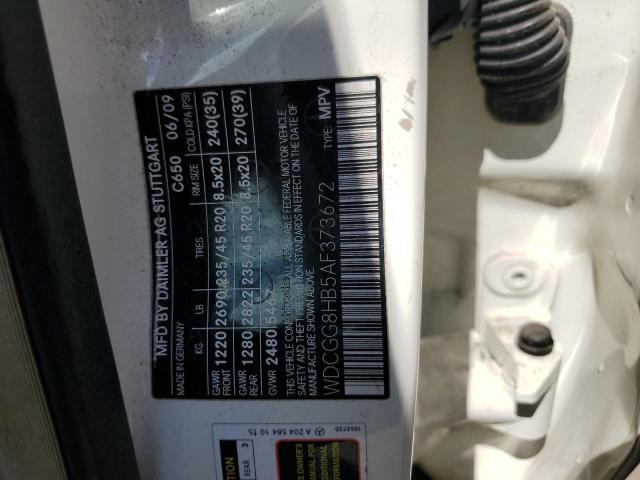 MFD BY DAIMLER AG STUTTGART
MADE IN GERMANY C650 06/09
KG LB TIRES RIM SIZE COLD KPA (PSI)
GAWR FRONT 1220 2690 235/45 R20 8.5x20 240(35)
GAWR REAR 1280 2822 235/45 R20 8.5x20 270(39)
GVWR 2480 5467
THIS VEHICLE CONFORMS TO ALL APPLICABLE FEDERAL MOTOR VEHICLE
SAFETY AND THEFT PREVENTION STANDARDS IN EFFECT ON THE DATE OF
MANUFACTURE SHOWN ABOVE.
WDCGG8HB5AF373672 TYPE: MPV
1052720 A 204 584 10 15
REAR 3